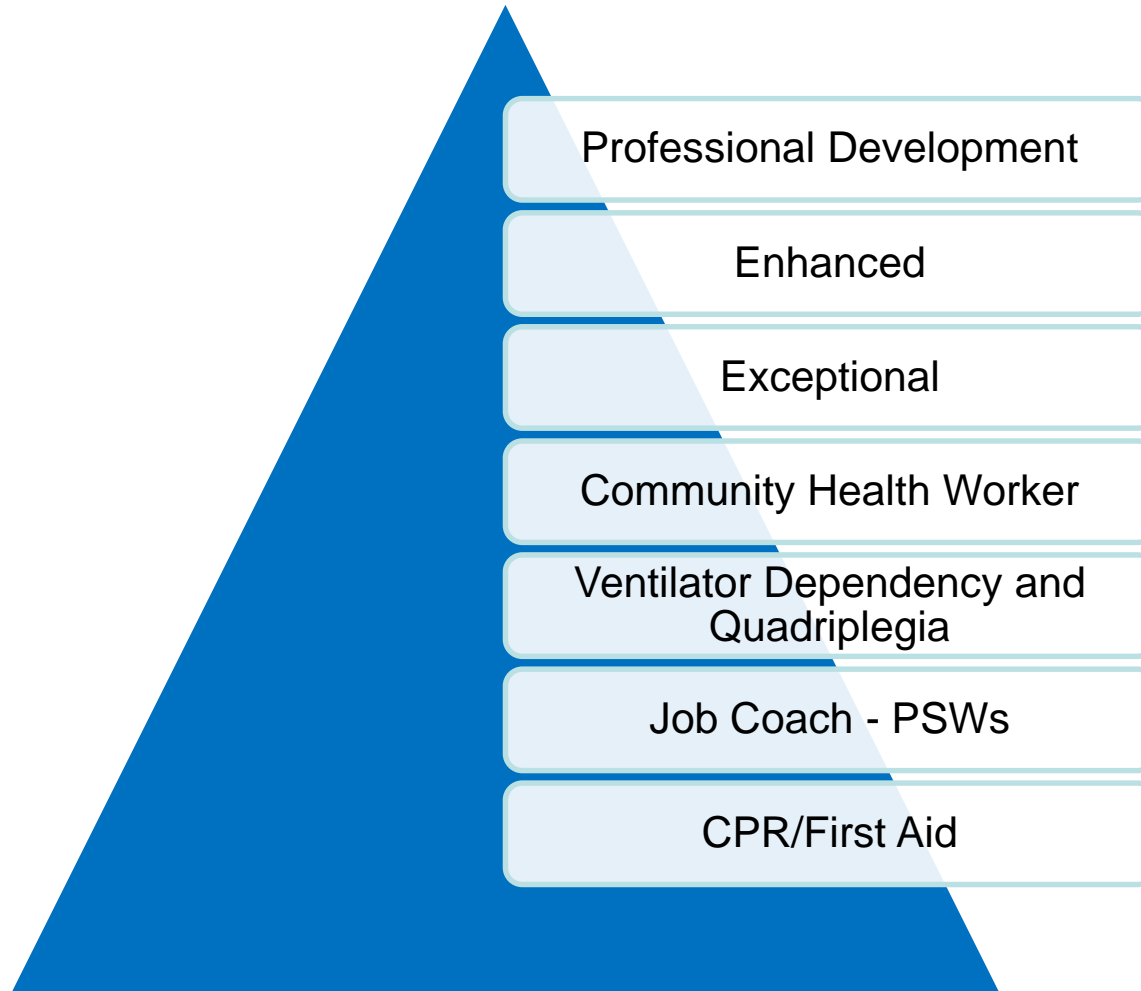 Professional Development
Enhanced
Exceptional
Community Health Worker
Ventilator Dependency and
Quadriplegia
Job Coach - PSWs
CPR/First Aid